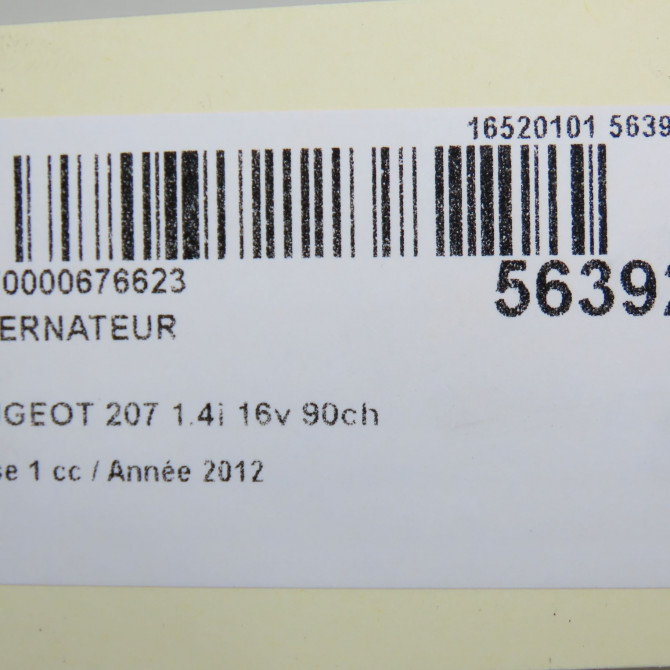 16520101 5639
0000676623
56392
ERNATEUR
GEOT 207 1.4i 16v 90ch
se 1 cc / Année 2012